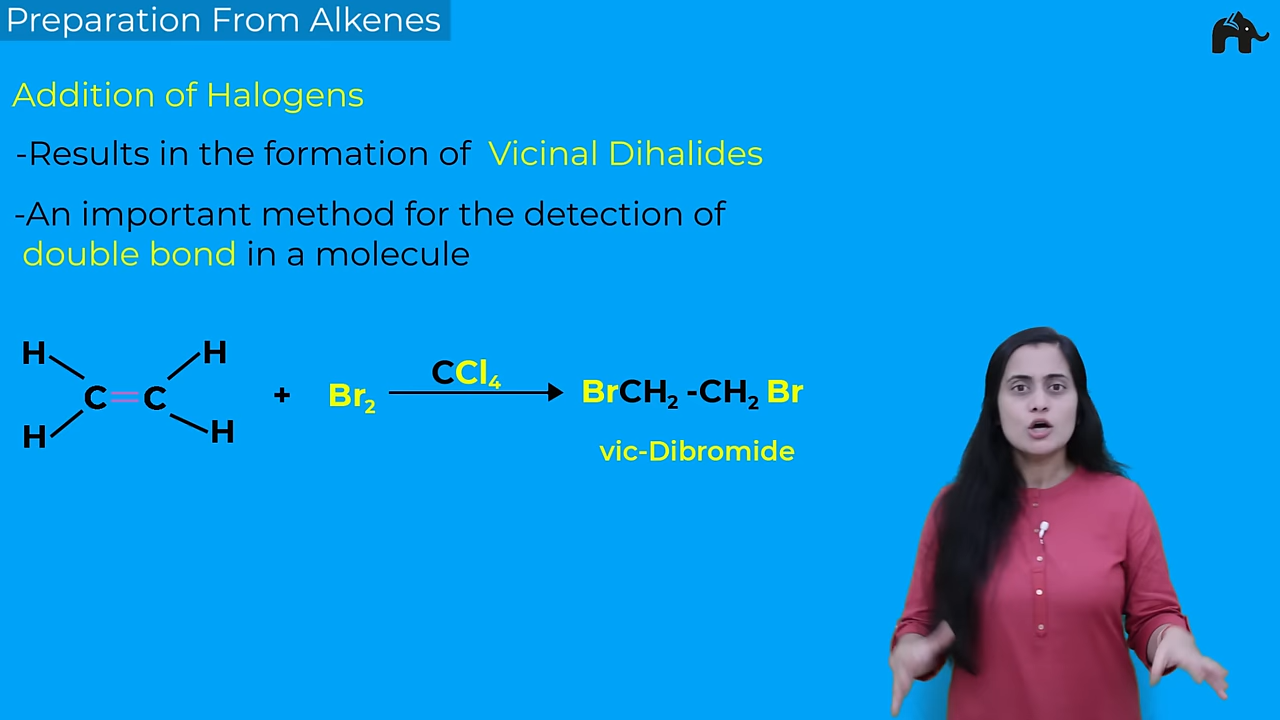 Preparation From Alkenes
Addition of Halogens
-Results in the formation of Vicinal Dihalides
-An important method for the detection of
double bond in a molecule
H H
C=C + Br₂ CCl₄ BrCH₂ -CH₂ Br
H H
vic-Dibromide